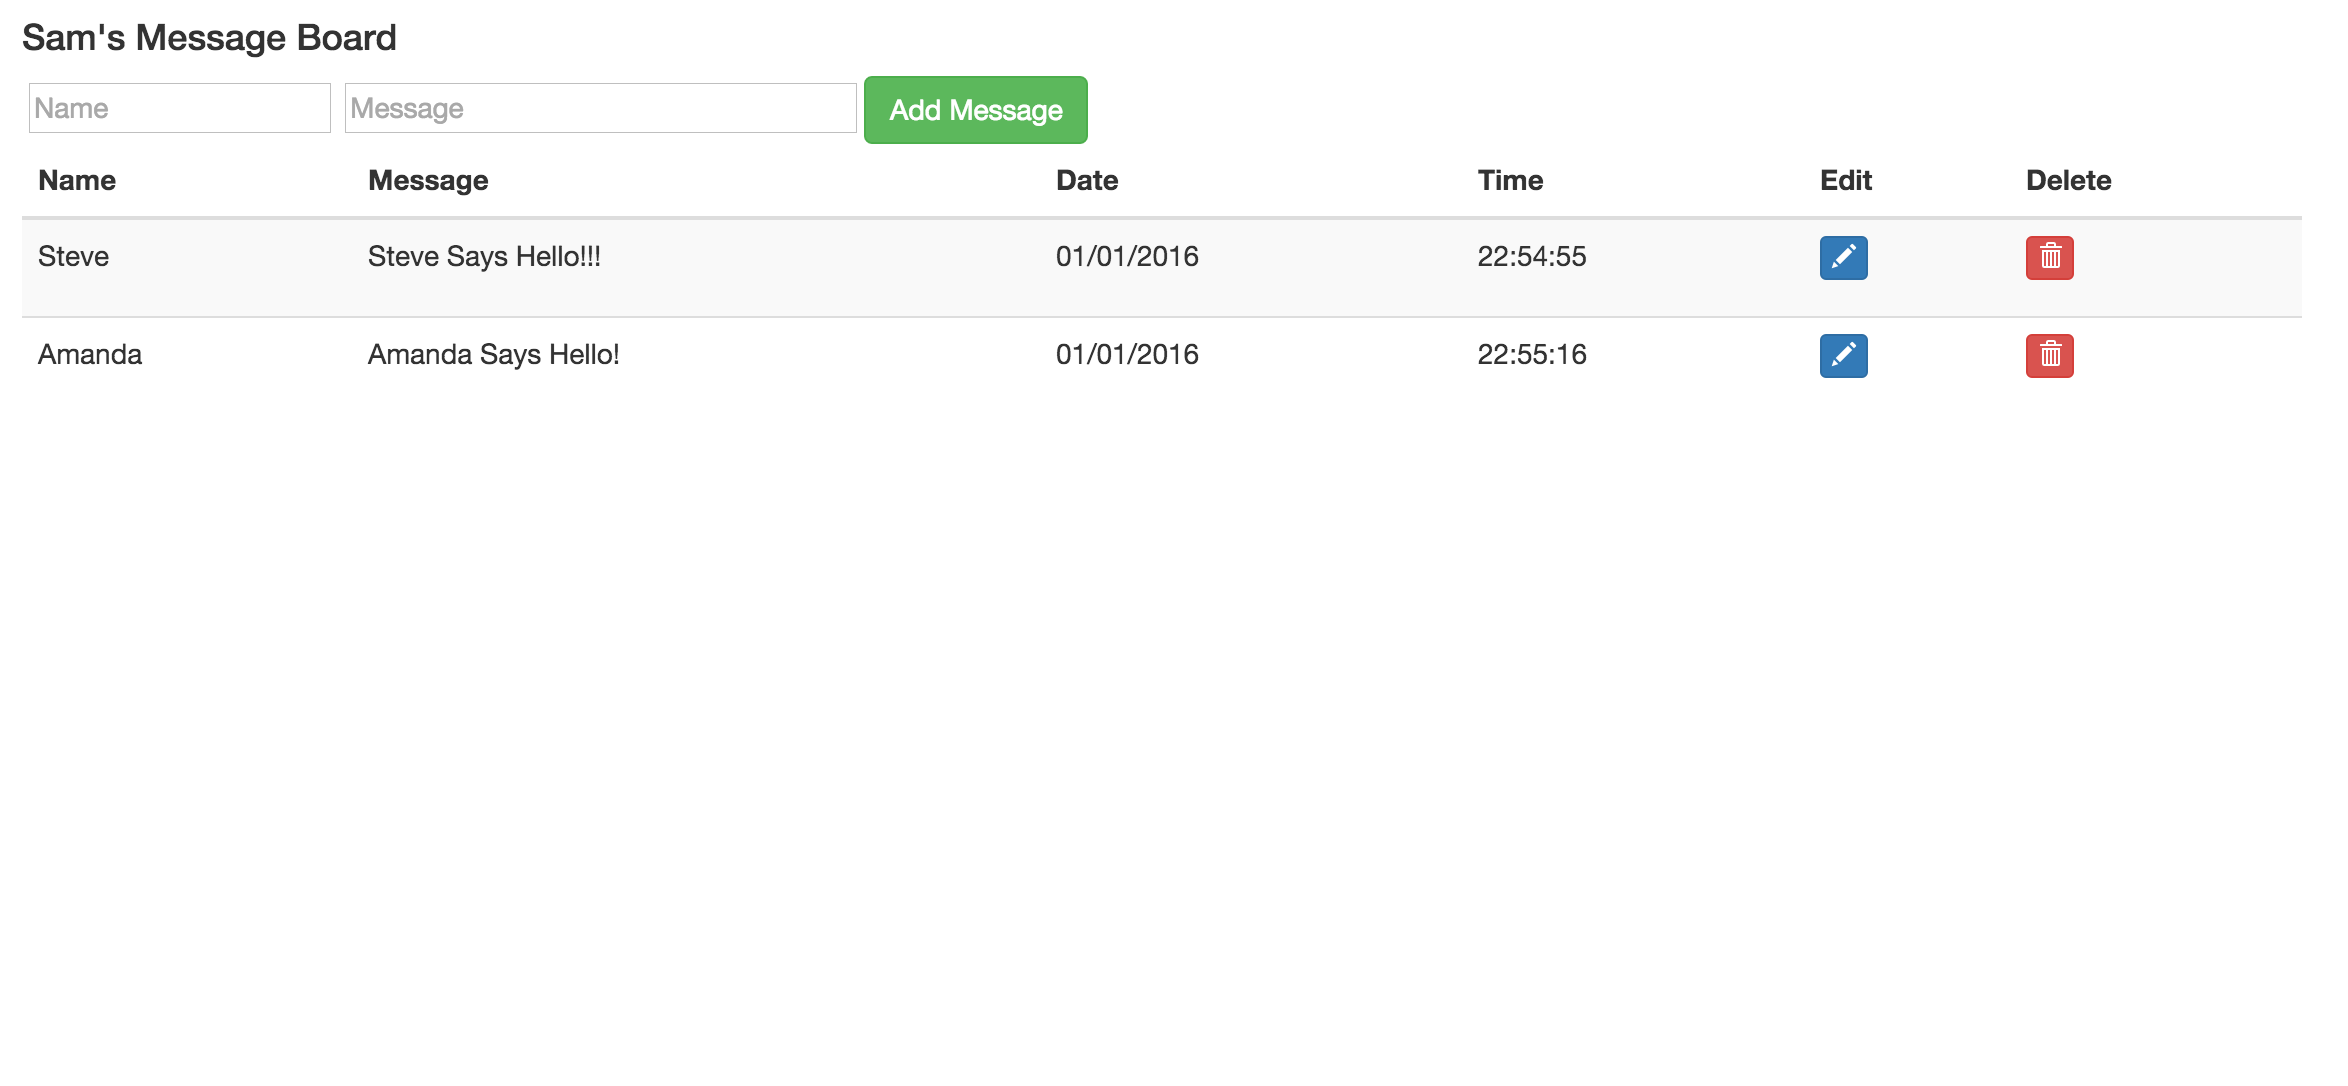 Sam's Message Board
Name Message Add Message
Name Message Date Time Edit Delete
Steve Steve Says Hello!!! 01/01/2016 22:54:55
Amanda Amanda Says Hello! 01/01/2016 22:55:16